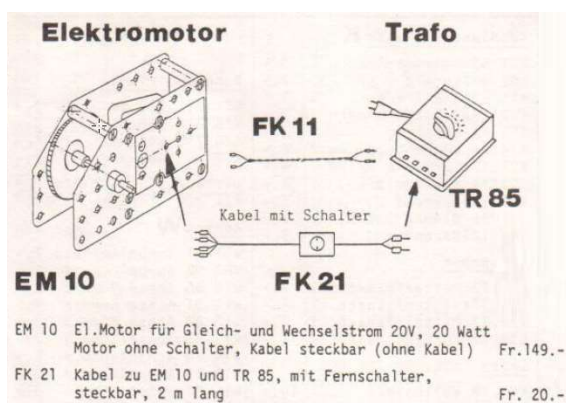 Elektromotor
Trafo
FK 11
TR 85
Kabel mit Schalter
EM 10
FK 21
EM 10 El.Motor für Gleich- und Wechselstrom 20V, 20 Watt
Motor ohne Schalter, Kabel steckbar (ohne Kabel) Fr.149.-
FK 21 Kabel zu EM 10 und TR 85, mit Fernschalter,
steckbar, 2 m lang Fr. 20.-